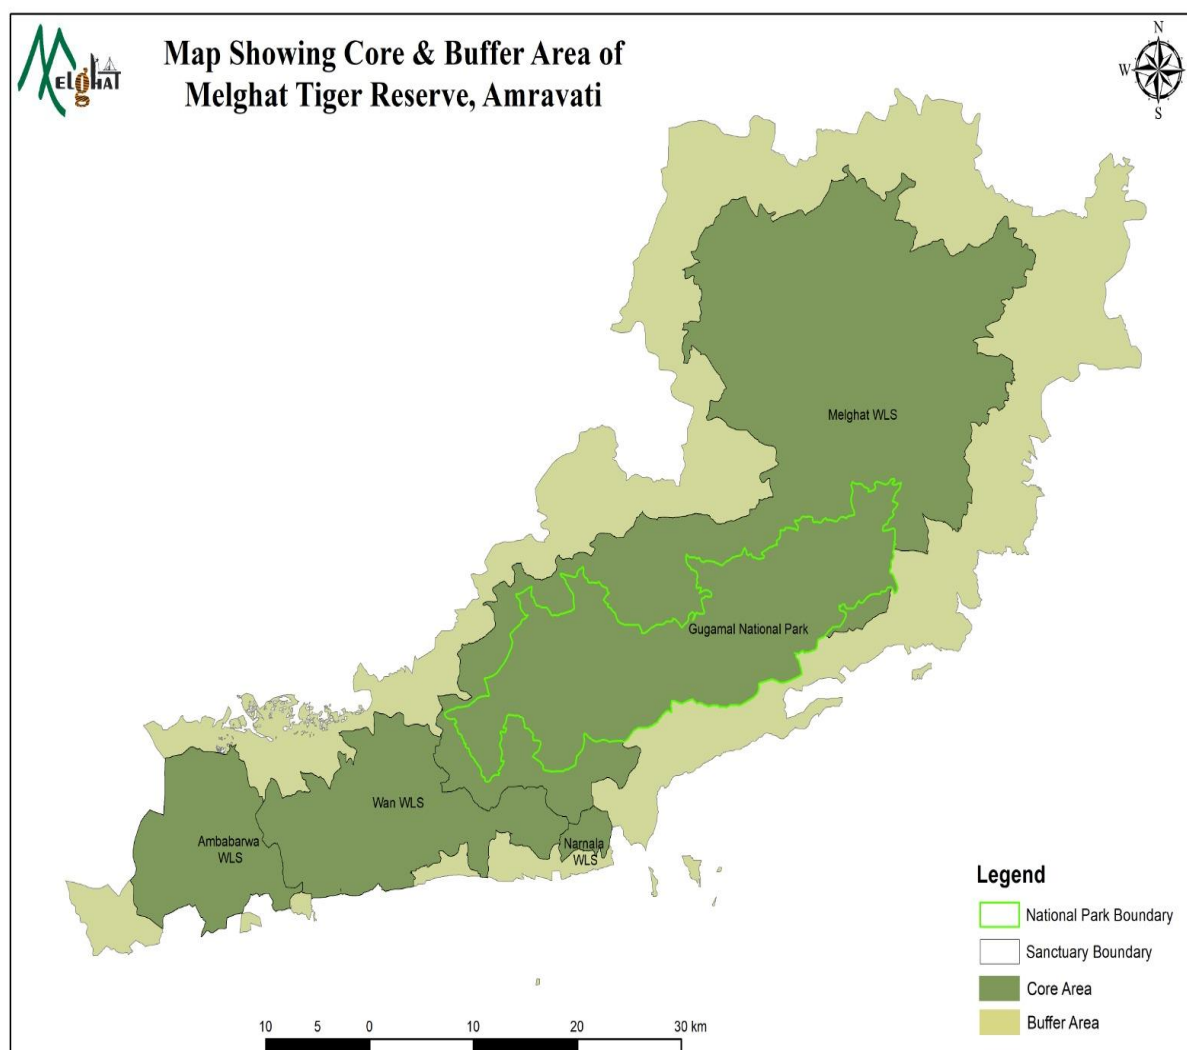 MELGHAT
Map Showing Core & Buffer Area of
Melghat Tiger Reserve, Amravati
N
W
S
Melghat WLS
Gugamal National Park
Wan WLS
Ambabarwa
WLS
Narnala
WLS
Legend
National Park Boundary
Sanctuary Boundary
Core Area
Buffer Area
10 5 0 10 20 30 km